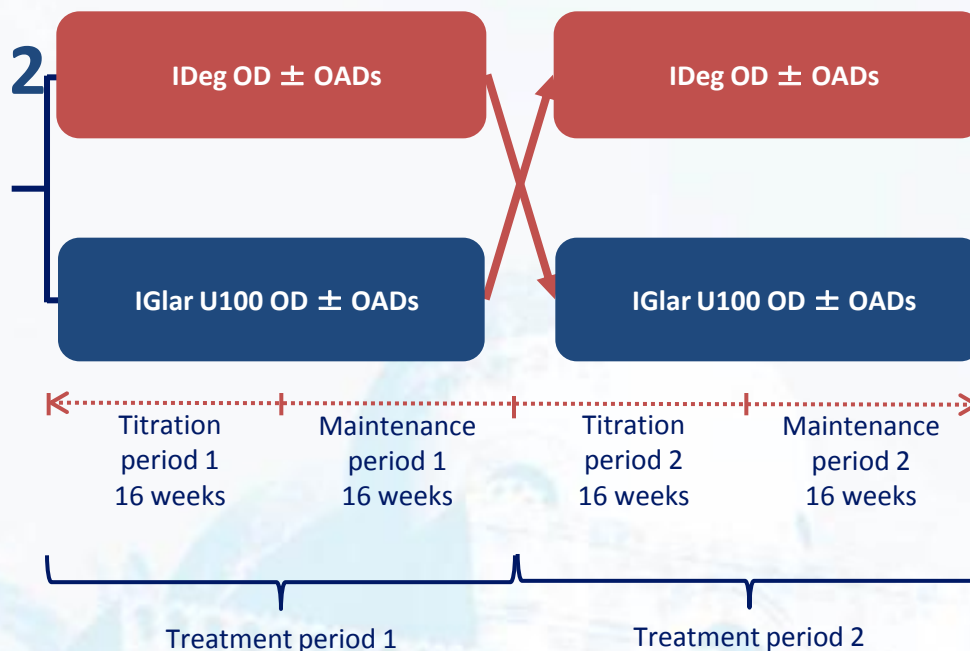 2
IDeg OD ± OADs
IDeg OD ± OADs
IGlar U100 OD ± OADs
IGlar U100 OD ± OADs
Titration
period 1
16 weeks
Maintenance
period 1
16 weeks
Titration
period 2
16 weeks
Maintenance
period 2
16 weeks
Treatment period 1
Treatment period 2